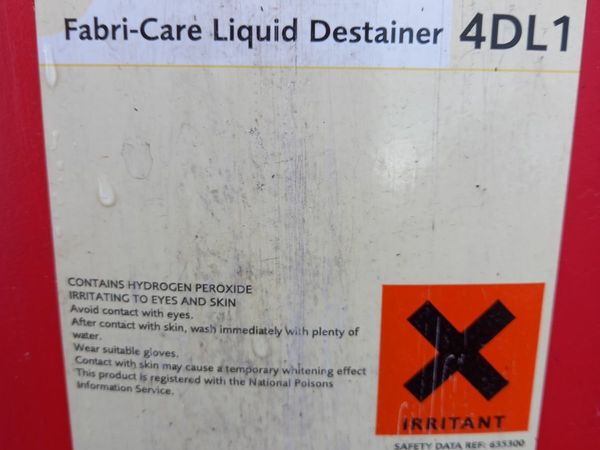 Fabri-Care Liquid Destainer 4DL1
CONTAINS HYDROGEN PEROXIDE
IRRITATING TO EYES AND SKIN
Avoid contact with eyes.
After contact with skin, wash immediately with plenty of
water.
Wear suitable gloves.
Contact with skin may cause a temporary whitening effect
This product is registered with the National Poisons
Information Service.
IRRITANT
SAFETY DATA REF: 635300